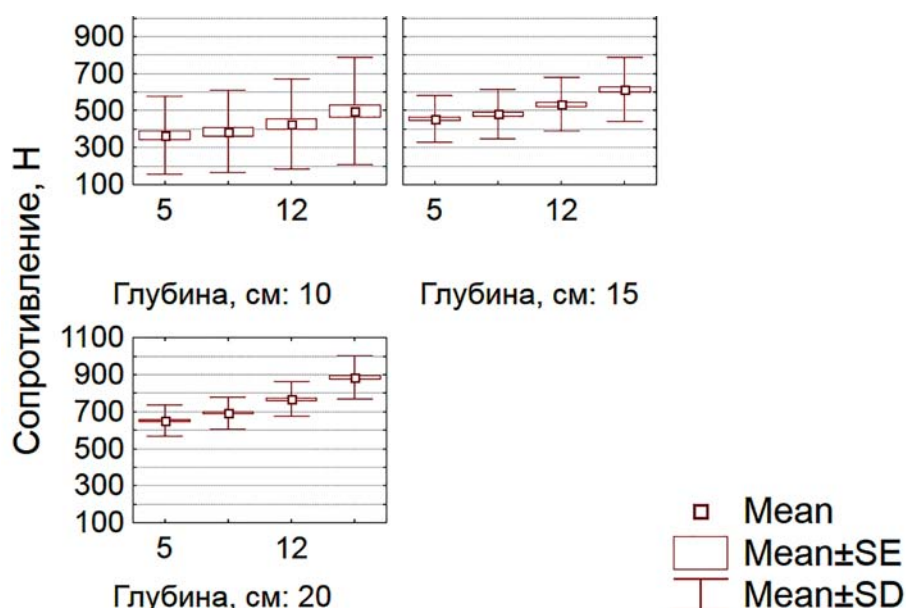 Сопротивление, Н
900
700
500
300
100
5
12
5
12
Глубина, см: 10
Глубина, см: 15
1100
900
700
500
300
100
5
12
Глубина, см: 20
Mean
Mean±SE
Mean±SD